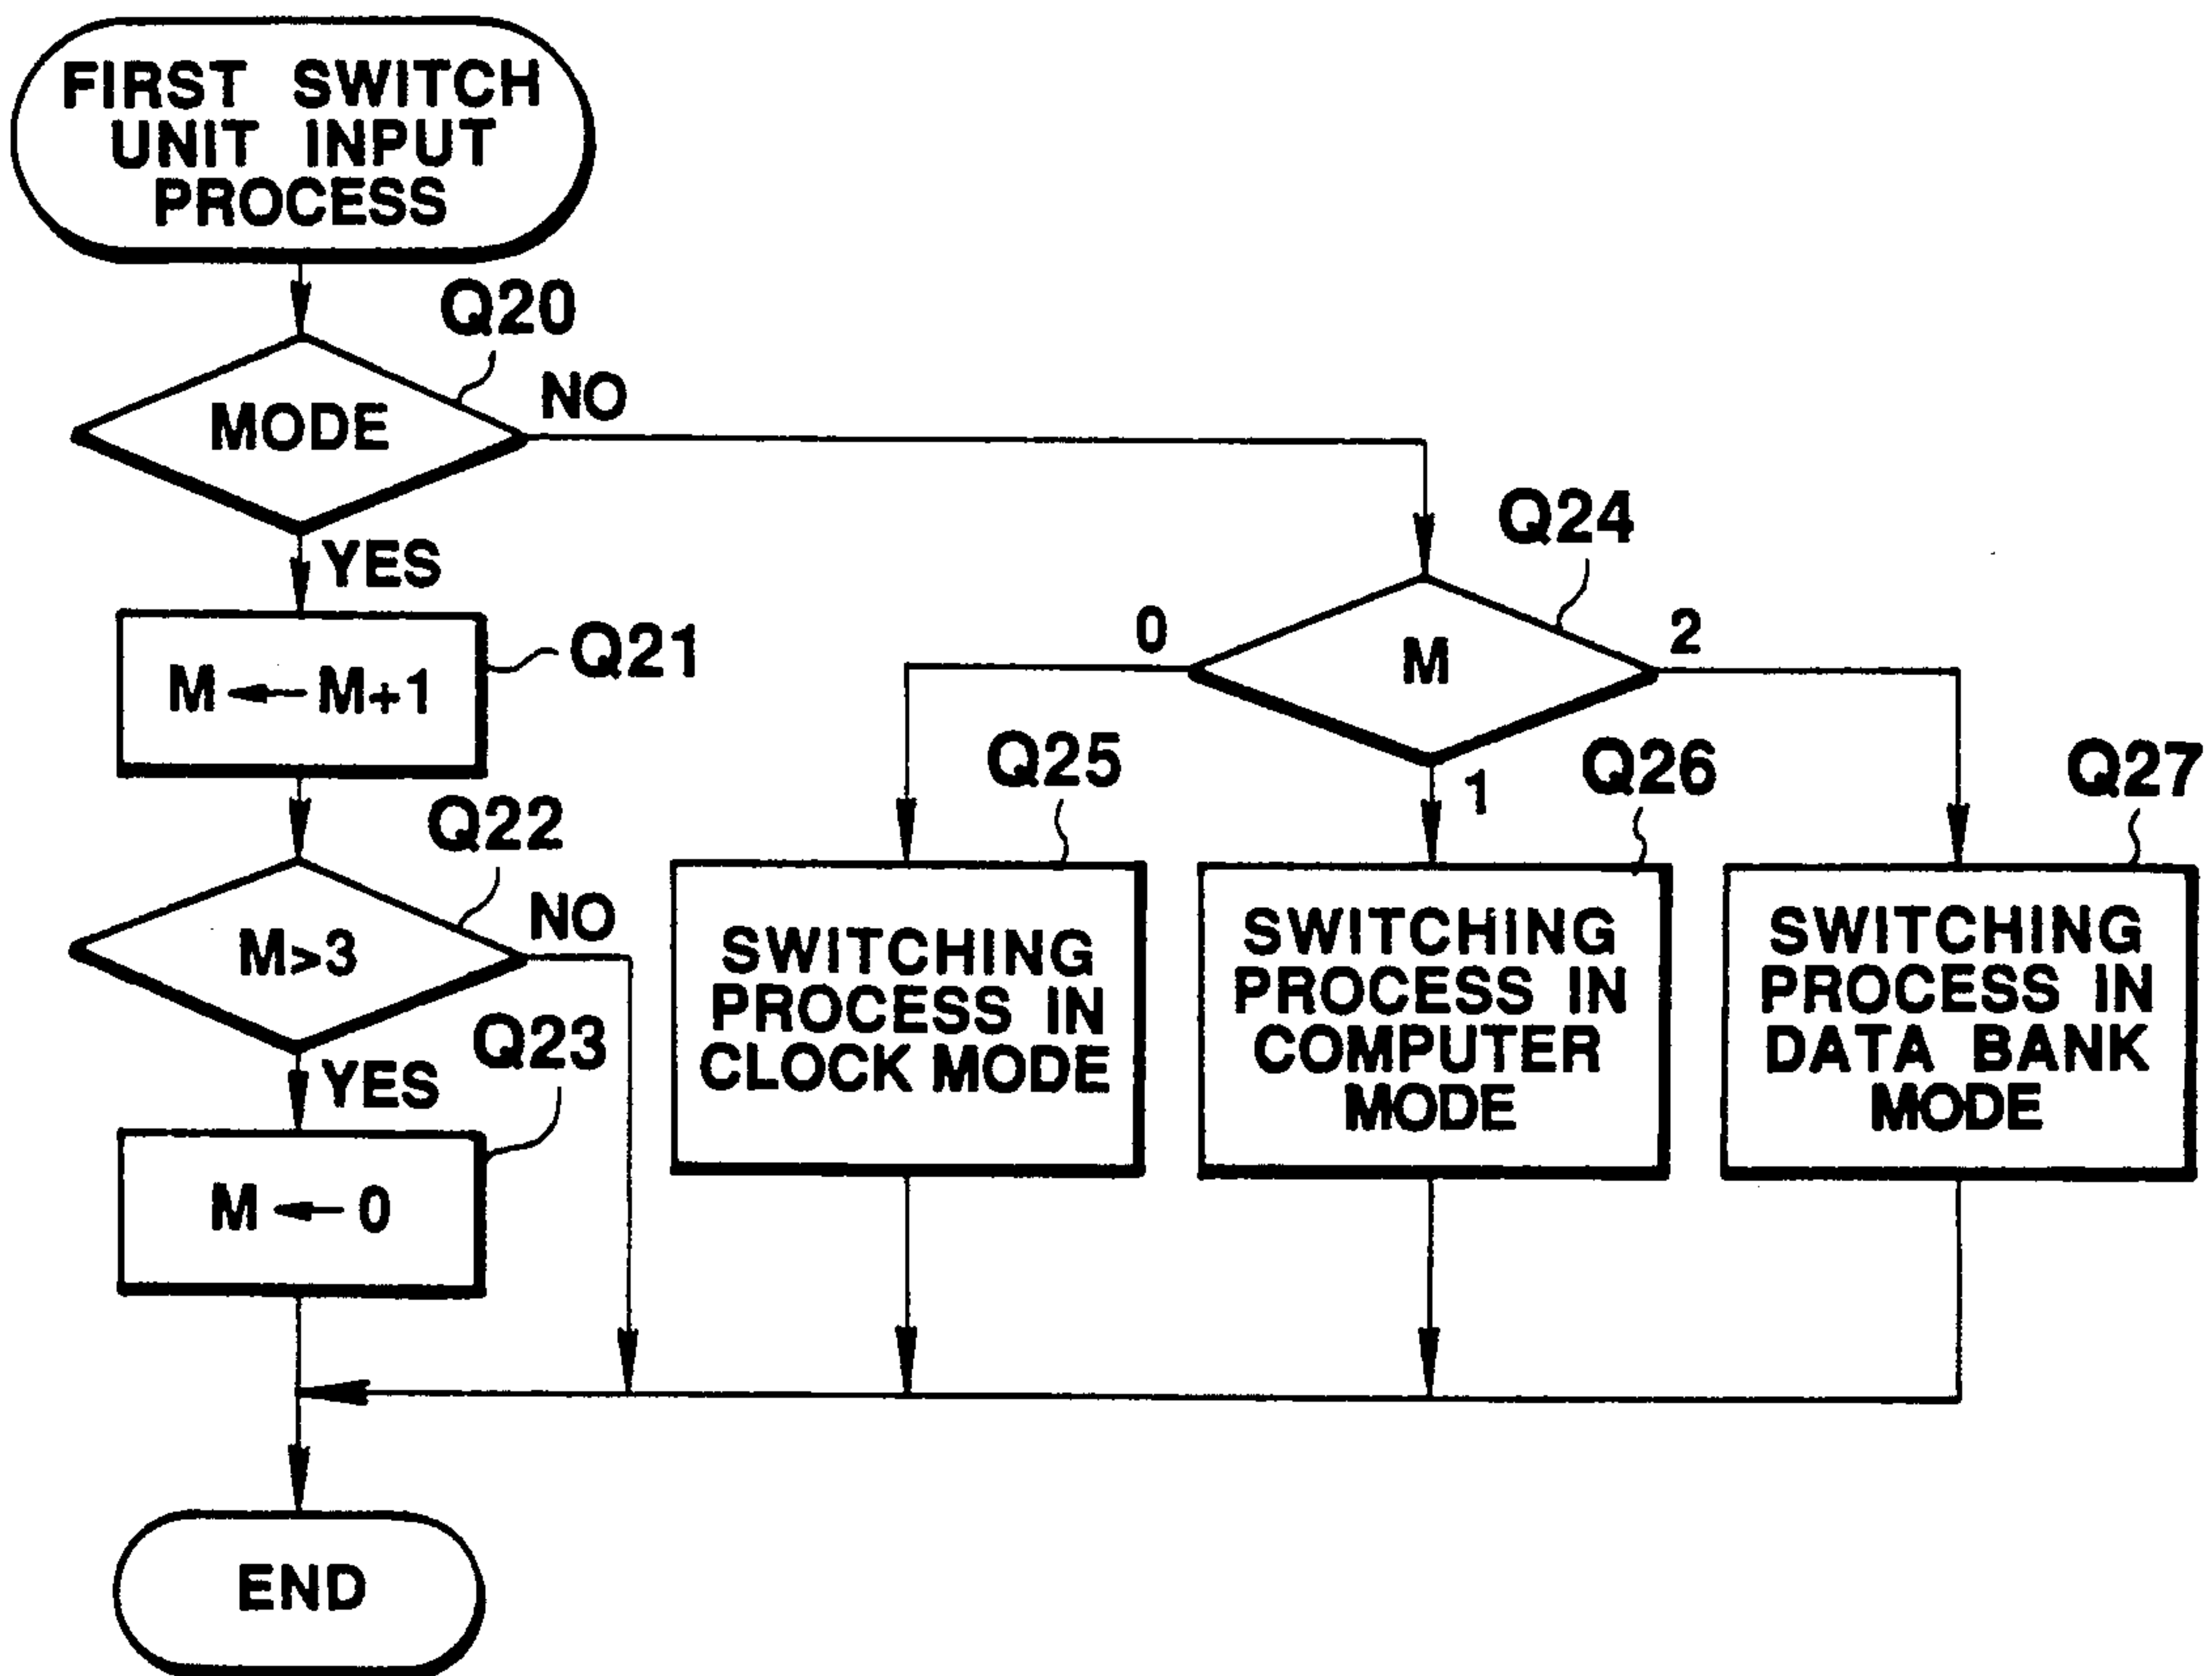 FIRST SWITCH
UNIT INPUT
PROCESS
Q20
MODE
NO
YES
Q21
M ← M+1
Q22
M>3
NO
YES
Q23
M ← 0
END
Q24
M
0
1
2
Q25
SWITCHING
PROCESS IN
CLOCK MODE
Q26
SWITCHING
PROCESS IN
COMPUTER
MODE
Q27
SWITCHING
PROCESS IN
DATA BANK
MODE